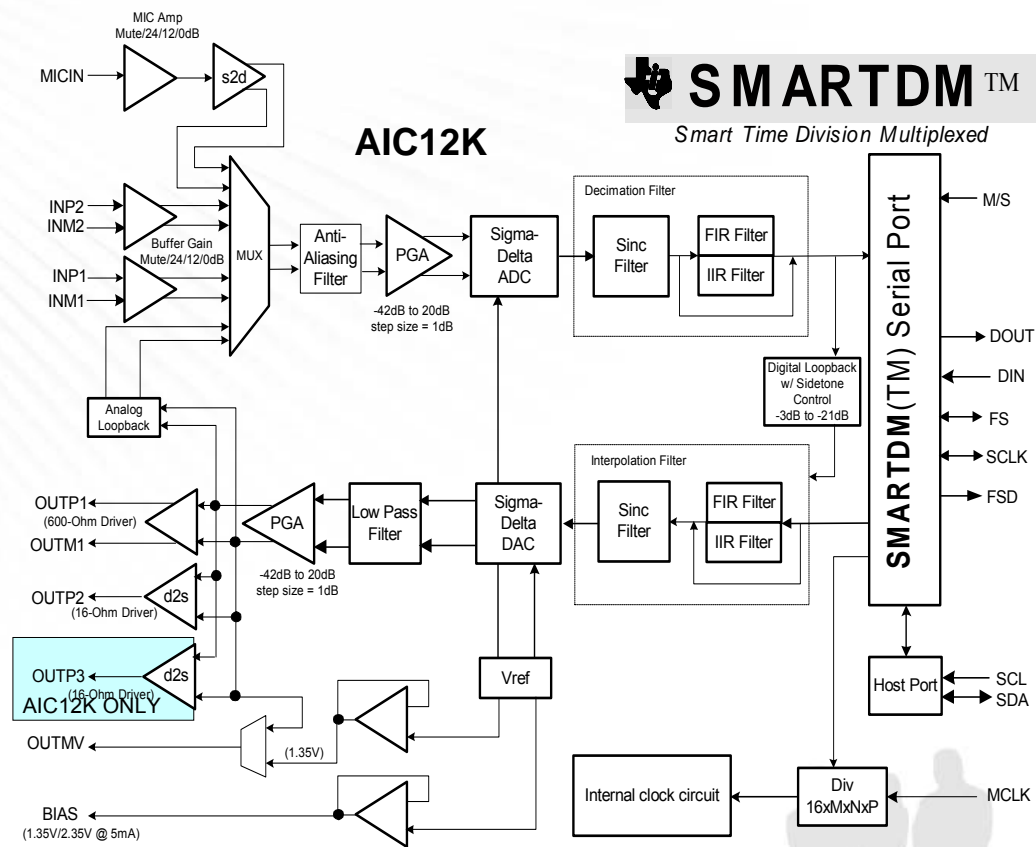 MIC Amp
Mute/24/12/0dB
MICIN
s2d
SMARTDM TM
Smart Time Division Multiplexed
AIC12K
INP2
INM2
Buffer Gain
Mute/24/12/0dB
INP1
INM1
MUX
Anti-
Aliasing
Filter
PGA
-42dB to 20dB
step size = 1dB
Sigma-
Delta
ADC
Decimation Filter
Sinc
Filter
FIR Filter
IIR Filter
SMARTDM(TM) Serial Port
M/S
DOUT
DIN
FS
SCLK
FSD
Digital Loopback
w/ Sidetone
Control
-3dB to -21dB
Analog
Loopback
OUTP1
(600-Ohm Driver)
OUTM1
PGA
-42dB to 20dB
step size = 1dB
Low Pass
Filter
Sigma-
Delta
DAC
Interpolation Filter
Sinc
Filter
FIR Filter
IIR Filter
OUTP2
(16-Ohm Driver)
d2s
OUTP3
(16-Ohm Driver)
d2s
AIC12K ONLY
Vref
Host Port
SCL
SDA
OUTMV
(1.35V)
BIAS
(1.35V/2.35V @ 5mA)
Internal clock circuit
Div
16xMxNxP
MCLK